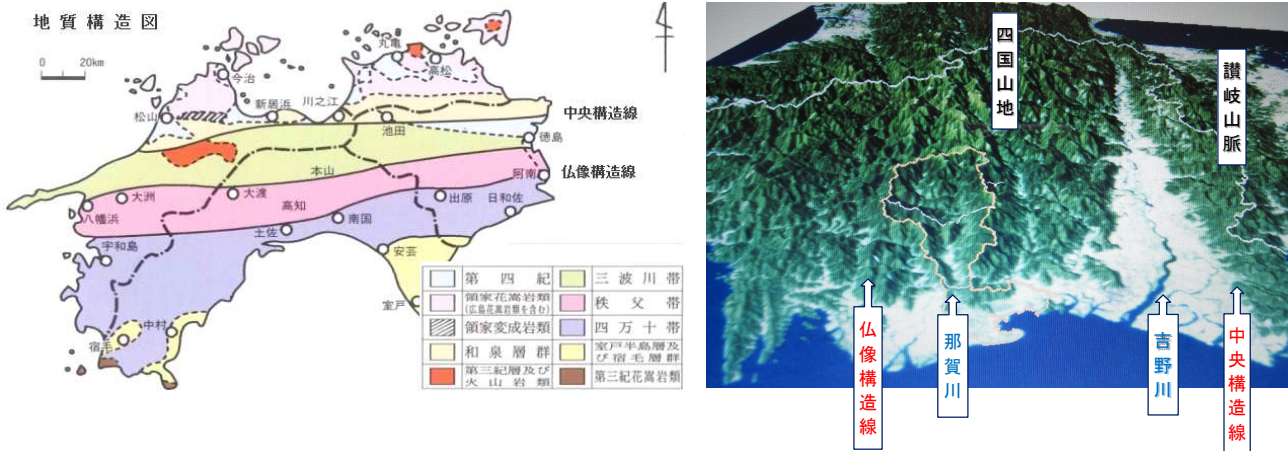 地質構造図
0 20km
丸亀
高松
今治
川之江
新居浜
松山
池田
徳島
中央構造線
仏像構造線
本山
阿南
大洲
大渡
出原
日和佐
八幡浜
高知
南国
土佐
宇和島
安芸
室戸
中村
宿毛
第四紀
三波川帯
領家花崗岩類
(広島花崗岩類を含む)
秩父帯
領家変成岩類
四万十帯
和泉層群
室戸半島層及
び宿毛層群
第三紀層及び
火山岩類
第三紀花崗岩類
四国山地
讃岐山脈
仏像構造線
那賀川
吉野川
中央構造線